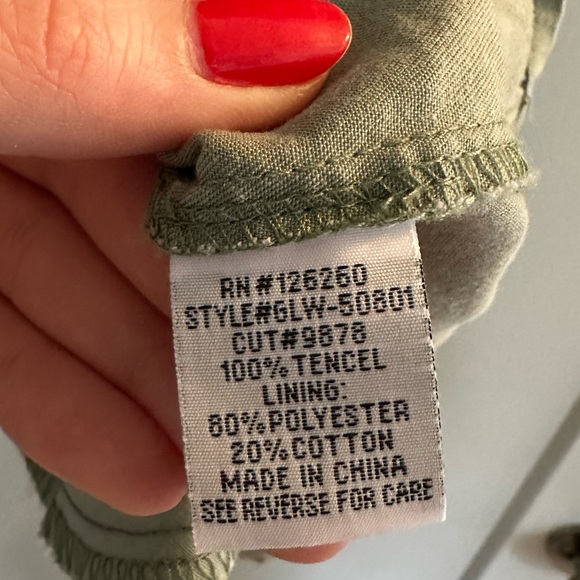 RN#126260
STYLE#GLW-50801
CUT#9878
100% TENCEL
LINING:
80% POLYESTER
20% COTTON
MADE IN CHINA
SEE REVERSE FOR CARE